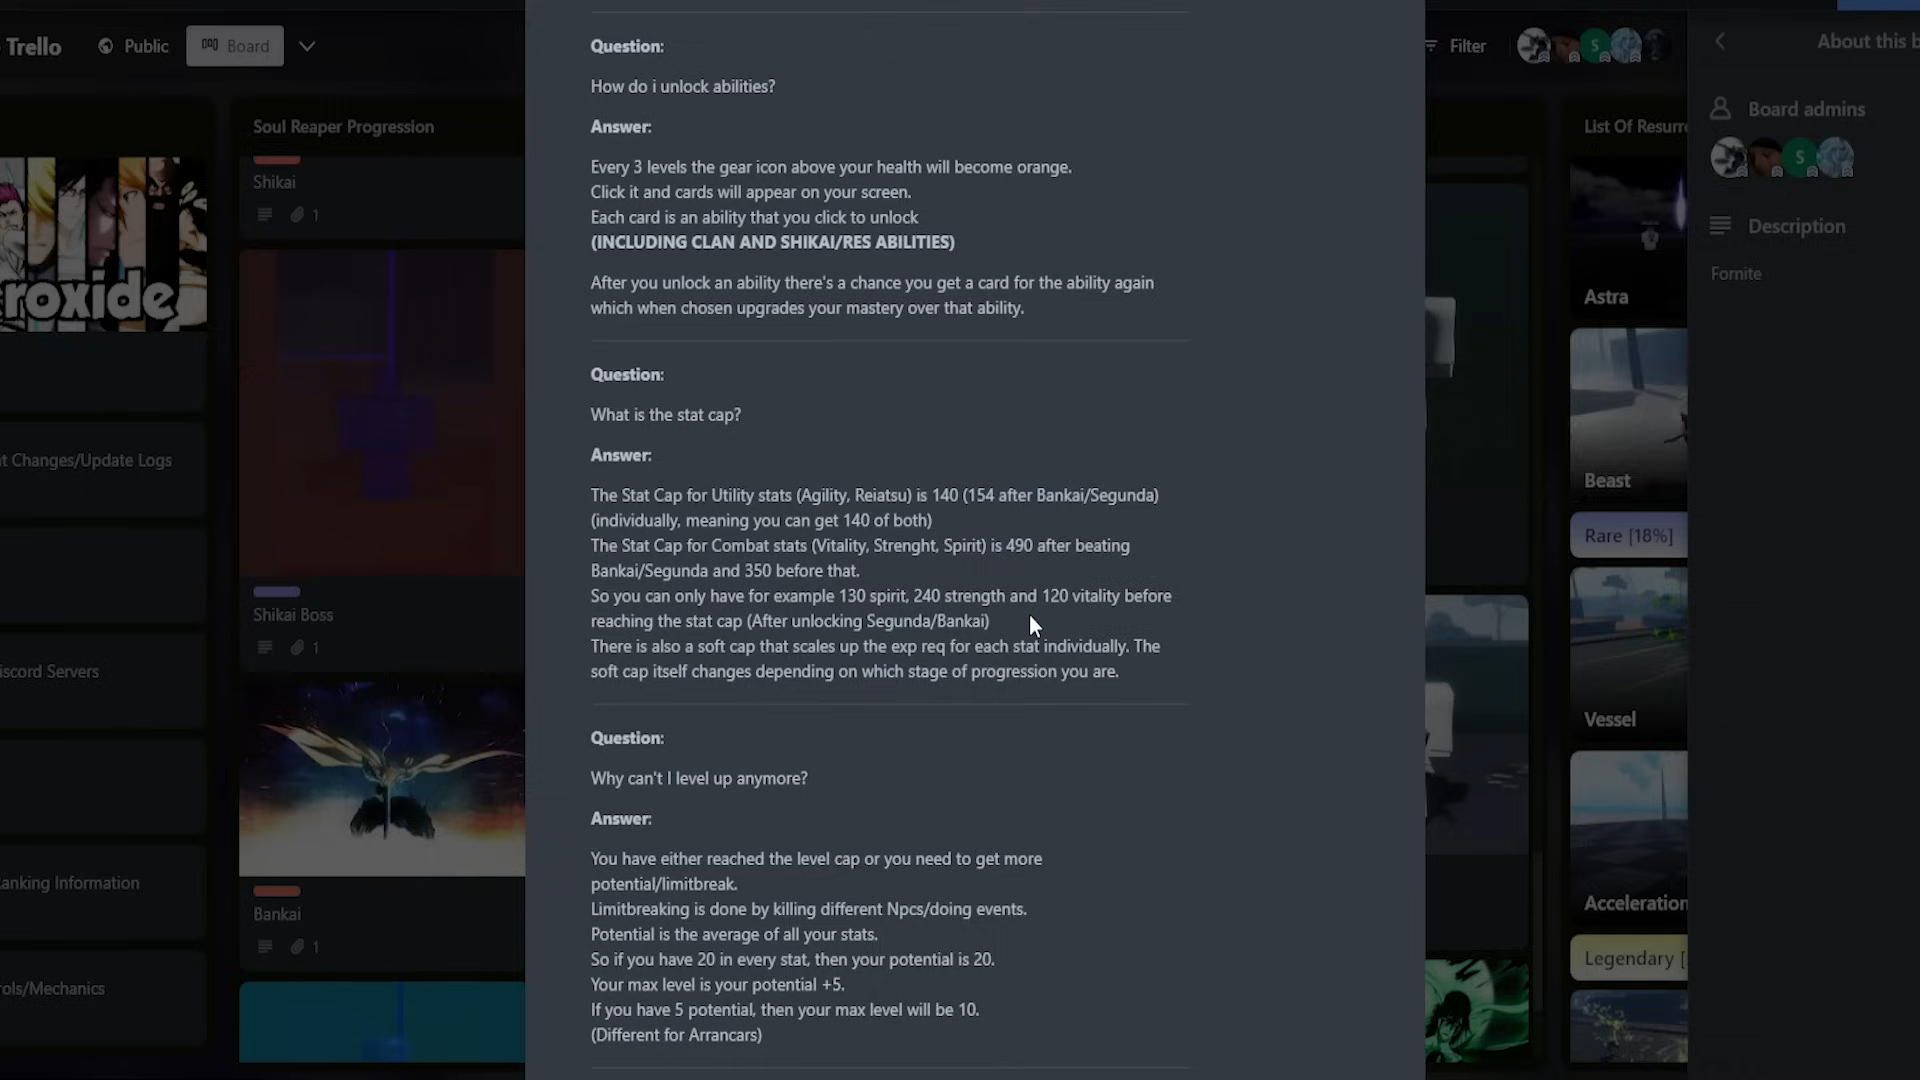 Trello
Public
Board
Filter
About this b
Soul Reaper Progression
Shikai
1
roxide
t Changes/Update Logs
Shikai Boss
1
iscord Servers
anking Information
Bankai
1
ols/Mechanics
Question:
How do i unlock abilities?
Answer:
Every 3 levels the gear icon above your health will become orange.
Click it and cards will appear on your screen.
Each card is an ability that you click to unlock
(INCLUDING CLAN AND SHIKAI/RES ABILITIES)
After you unlock an ability there's a chance you get a card for the ability again
which when chosen upgrades your mastery over that ability.
Question:
What is the stat cap?
Answer:
The Stat Cap for Utility stats (Agility, Reiatsu) is 140 (154 after Bankai/Segunda)
(individually, meaning you can get 140 of both)
The Stat Cap for Combat stats (Vitality, Strenght, Spirit) is 490 after beating
Bankai/Segunda and 350 before that.
So you can only have for example 130 spirit, 240 strength and 120 vitality before
reaching the stat cap (After unlocking Segunda/Bankai)
There is also a soft cap that scales up the exp req for each stat individually. The
soft cap itself changes depending on which stage of progression you are.
Question:
Why can't I level up anymore?
Answer:
You have either reached the level cap or you need to get more
potential/limitbreak.
Limitbreaking is done by killing different Npcs/doing events.
Potential is the average of all your stats.
So if you have 20 in every stat, then your potential is 20.
Your max level is your potential +5.
If you have 5 potential, then your max level will be 10.
(Different for Arrancars)
List Of Resurre
Astra
Beast
Rare [18%]
Vessel
Acceleration
Legendary [
S
Board admins
S
Description
Fornite